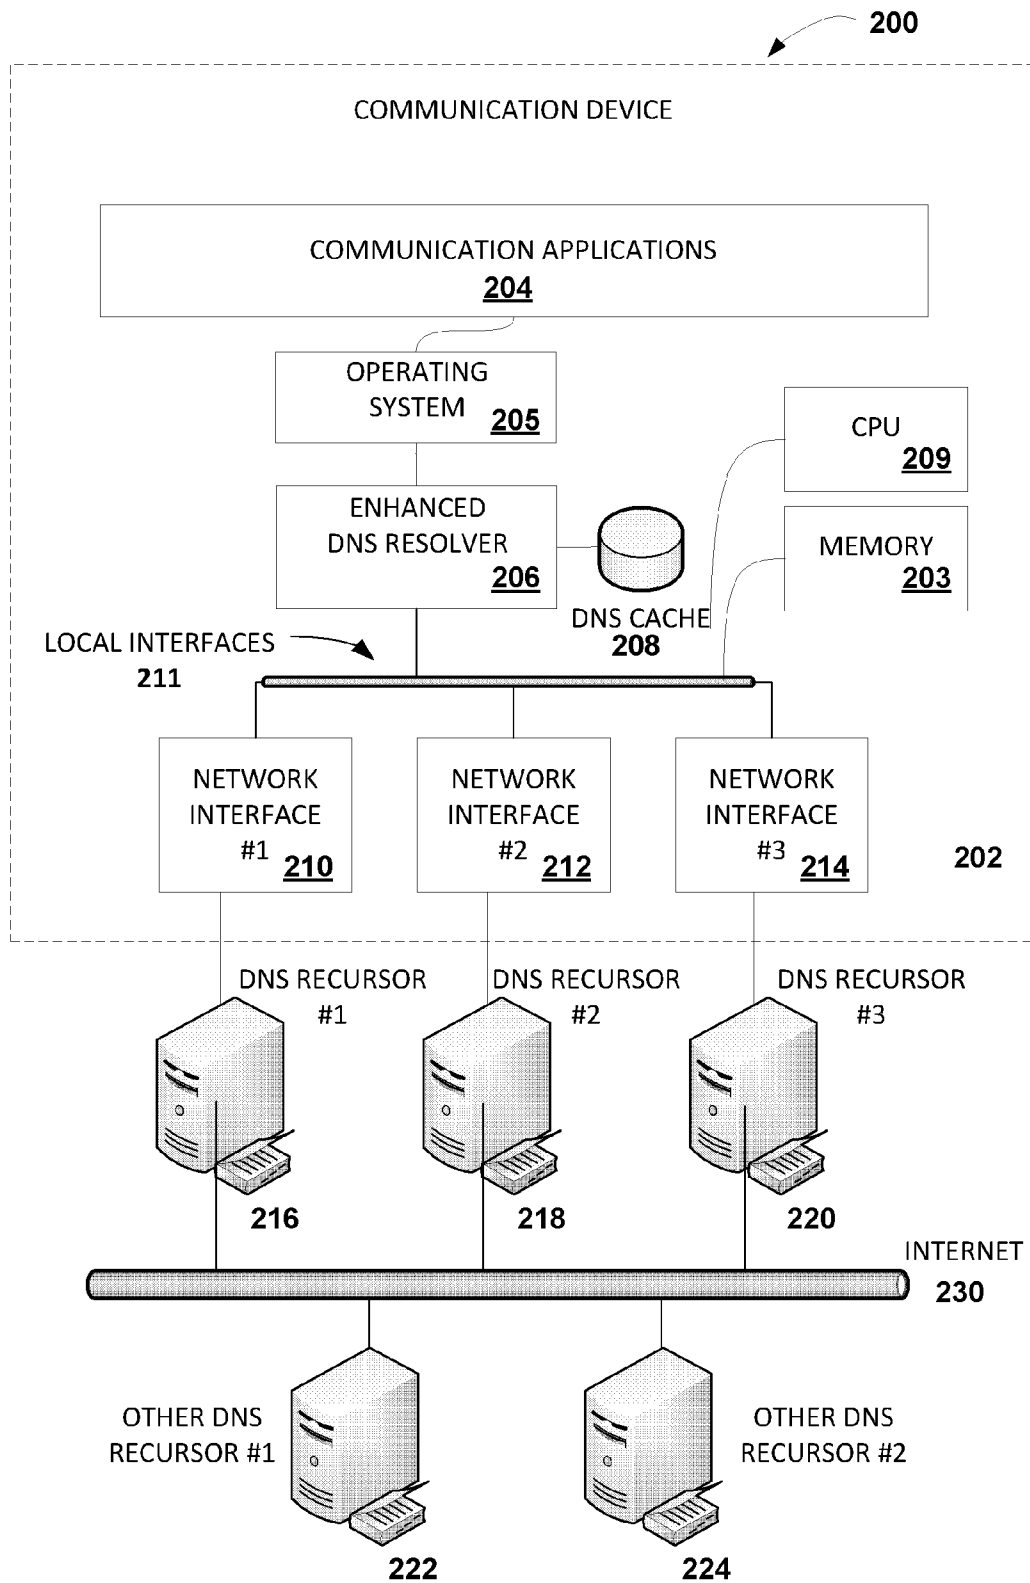 200
COMMUNICATION DEVICE
COMMUNICATION APPLICATIONS
204
OPERATING
SYSTEM
205
CPU
209
ENHANCED
DNS RESOLVER
206
MEMORY
203
DNS CACHE
208
LOCAL INTERFACES
211
NETWORK
INTERFACE
#1
210
NETWORK
INTERFACE
#2
212
NETWORK
INTERFACE
#3
214
202
DNS RECURSOR
#1
DNS RECURSOR
#2
DNS RECURSOR
#3
216
218
220
INTERNET
230
OTHER DNS
RECURSOR #1
OTHER DNS
RECURSOR #2
222
224